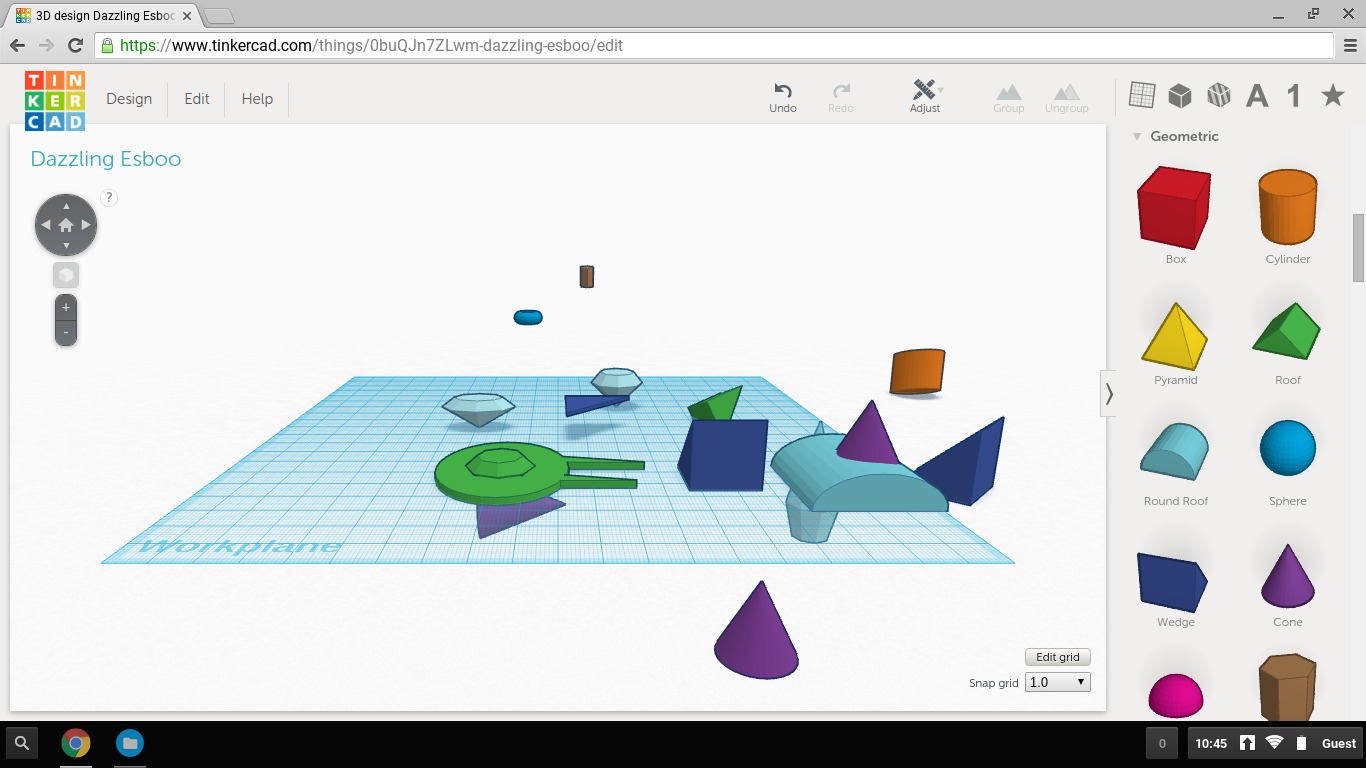 3D design Dazzling Esboo
https://www.tinkercad.com/things/0buQJn7ZLwm-dazzling-esboo/edit
TIN
KER
CAD
Design
Edit
Help
Undo
Redo
Adjust
Group
Ungroup
A
1
Dazzling Esboo
?
+
-
Workplane
Edit grid
Snap grid
1.0
Geometric
Box
Cylinder
Pyramid
Roof
Round Roof
Sphere
Wedge
Cone
0
10:45
Guest